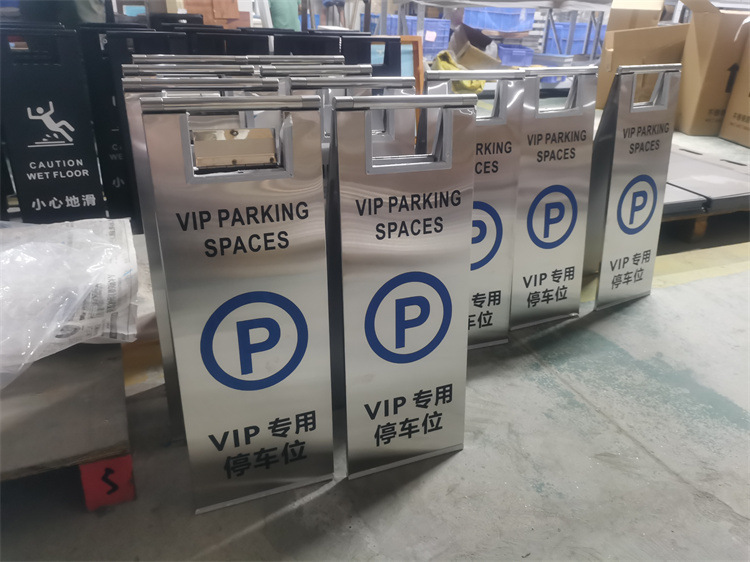 CAUTION
WET FLOOR
小心地滑
VIP PARKING
SPACES
P
VIP 专用
停车位
VIP PARKING
SPACES
P
VIP 专用
停车位
PARKING
SPACES
P
专用
车位
VIP PARKING
SPACES
P
VIP 专用
停车位
VIP PARKING
SPACES
P
VIP 专用
停车位
5